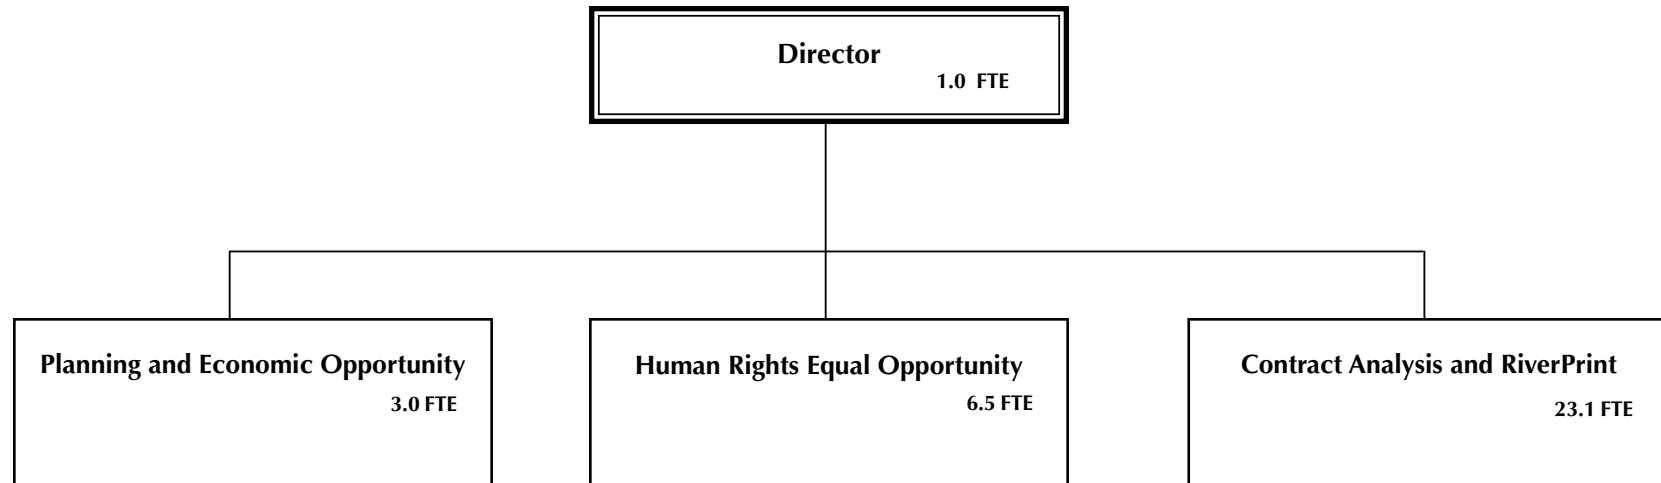 Director
1.0 FTE
Planning and Economic Opportunity
3.0 FTE
Human Rights Equal Opportunity
6.5 FTE
Contract Analysis and RiverPrint
23.1 FTE